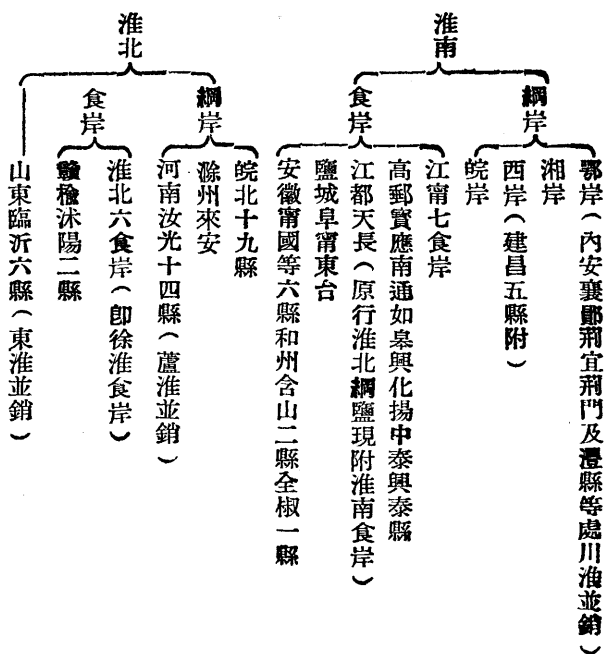 淮南
綱岸
鄂岸（內安襄鄖荆宜荆門及澧縣等處川淮並銷）
湘岸
西岸（建昌五縣附）
皖岸
食岸
江甯七食岸
高郵寶應南通如皋興化揚中泰興泰縣
江都天長（原行淮北綱鹽現附淮南食岸）
鹽城阜甯東台
安徽甯國等六縣和州含山二縣全椒一縣
淮北
綱岸
皖北十九縣
滁州來安
河南汝光十四縣（蘆淮並銷）
食岸
淮北六食岸（卽徐淮食岸）
贛檢沭陽二縣
山東臨沂六縣（東淮並銷）